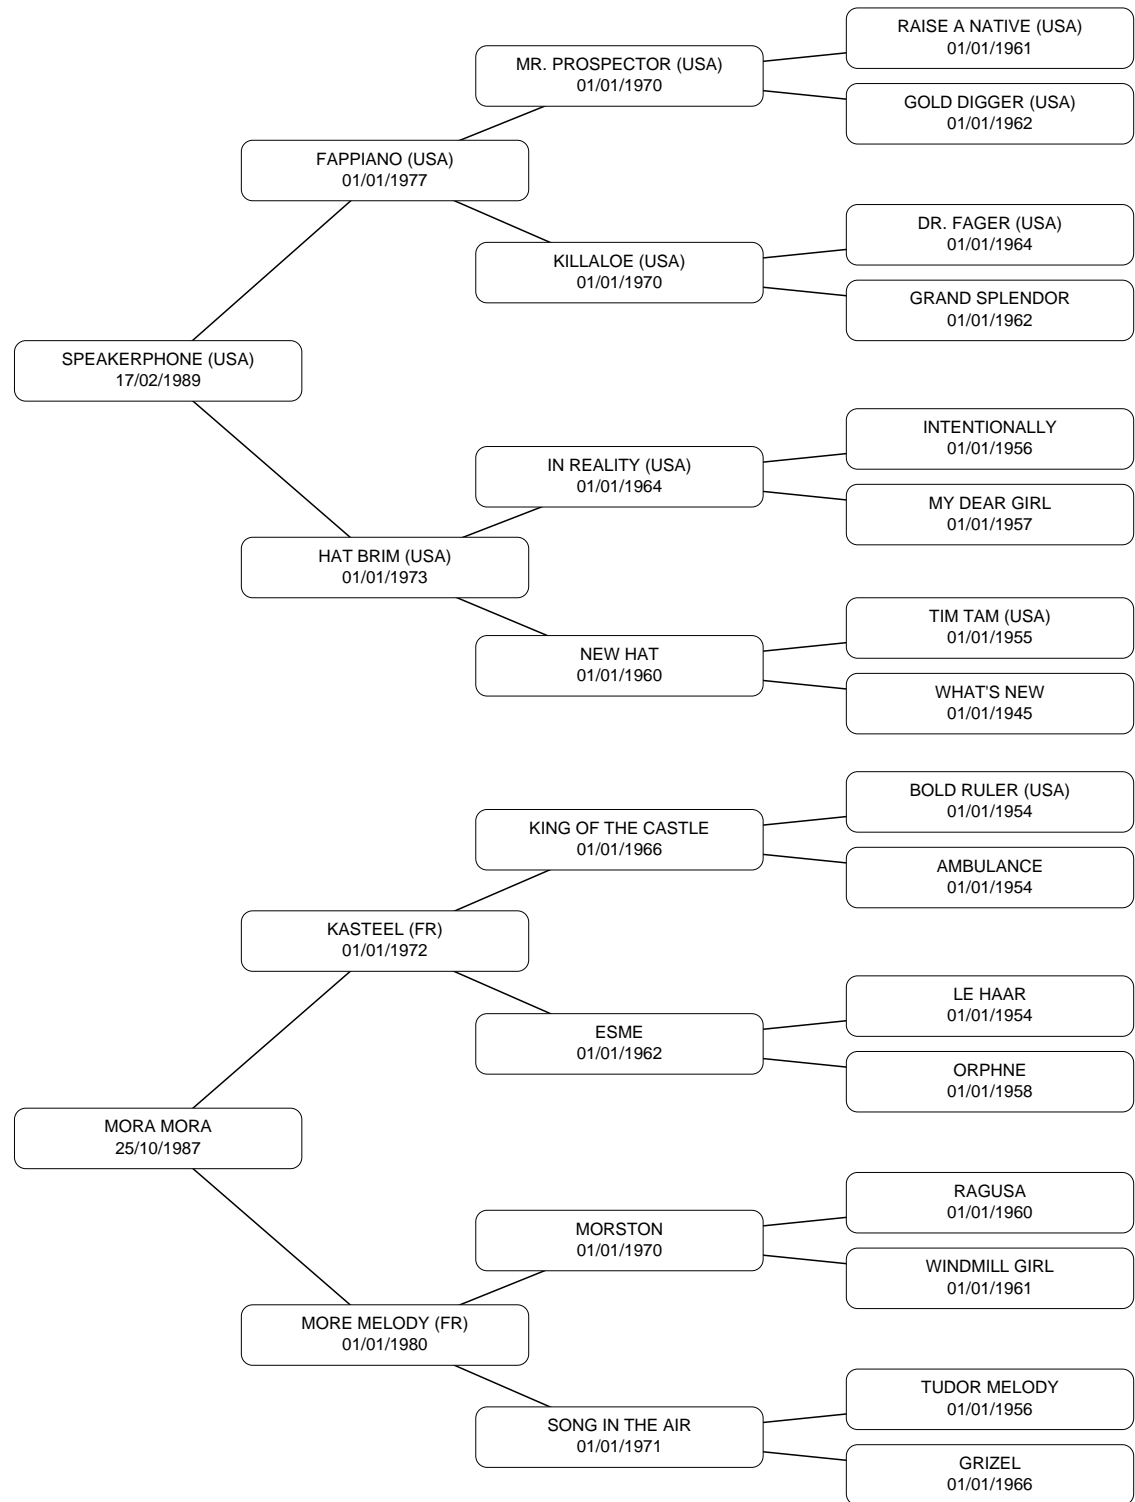 RAISE A NATIVE (USA)
01/01/1961
MR. PROSPECTOR (USA)
01/01/1970
GOLD DIGGER (USA)
01/01/1962
FAPPIANO (USA)
01/01/1977
DR. FAGER (USA)
01/01/1964
KILLALOE (USA)
01/01/1970
GRAND SPLENDOR
01/01/1962
SPEAKERPHONE (USA)
17/02/1989
INTENTIONALLY
01/01/1956
IN REALITY (USA)
01/01/1964
MY DEAR GIRL
01/01/1957
HAT BRIM (USA)
01/01/1973
TIM TAM (USA)
01/01/1955
NEW HAT
01/01/1960
WHAT'S NEW
01/01/1945
BOLD RULER (USA)
01/01/1954
KING OF THE CASTLE
01/01/1966
AMBULANCE
01/01/1954
KASTEEL (FR)
01/01/1972
LE HAAR
01/01/1954
ESME
01/01/1962
ORPHNE
01/01/1958
MORA MORA
25/10/1987
RAGUSA
01/01/1960
MORSTON
01/01/1970
WINDMILL GIRL
01/01/1961
MORE MELODY (FR)
01/01/1980
TUDOR MELODY
01/01/1956
SONG IN THE AIR
01/01/1971
GRIZEL
01/01/1966